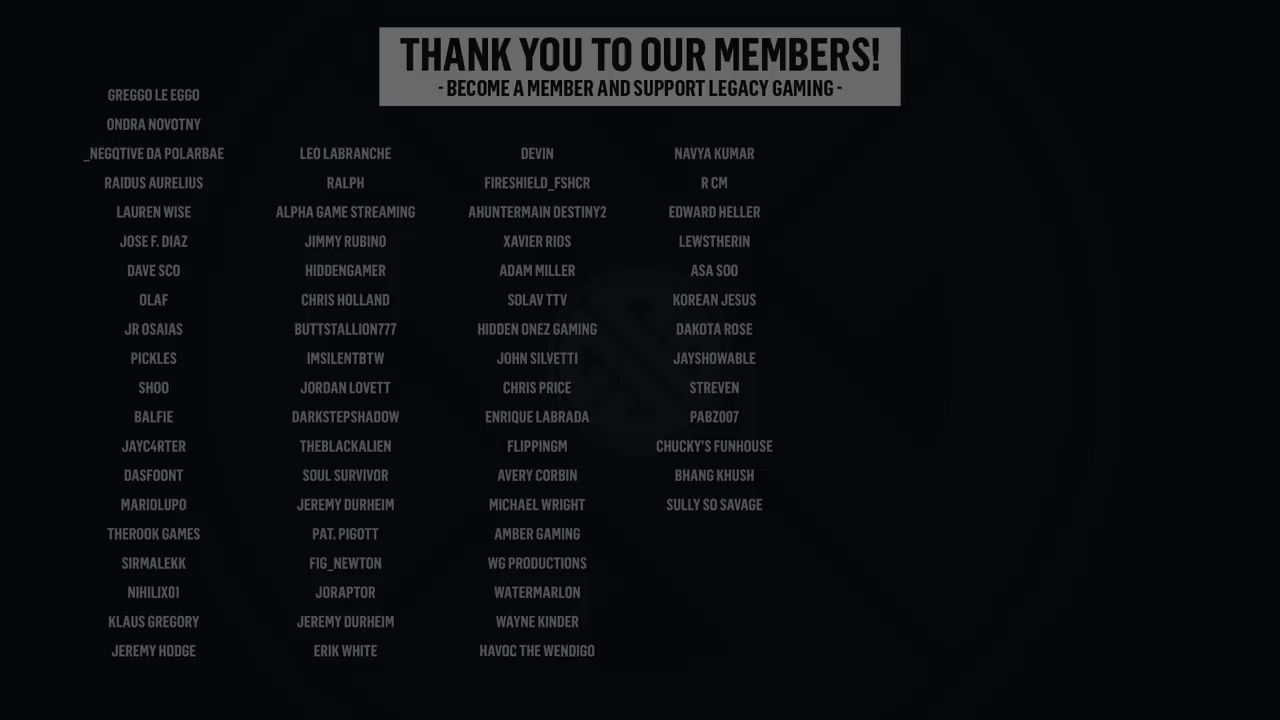 THANK YOU TO OUR MEMBERS!
- BECOME A MEMBER AND SUPPORT LEGACY GAMING -
GREGGO LE EGGO
ONDRA NOVOTNY
_NEGQTIVE DA POLARBAE
RAIDUS AURELIUS
LAUREN WISE
JOSE F. DIAZ
DAVE SCO
OLAF
JR OSAIAS
PICKLES
SHOO
BALFIE
JAYC4RTER
DASFOONT
MARIOLUPO
THEROOK GAMES
SIRMALEKK
NIHILIX01
KLAUS GREGORY
JEREMY HODGE
LEO LABRANCHE
RALPH
ALPHA GAME STREAMING
JIMMY RUBINO
HIDDENGAMER
CHRIS HOLLAND
BUTTSTALLION777
IMSILENTBTW
JORDAN LOVETT
DARKSTEPSHADOW
THEBLACKALIEN
SOUL SURVIVOR
JEREMY DURHEIM
PAT. PIGOTT
FIG_NEWTON
JORAPTOR
JEREMY DURHEIM
ERIK WHITE
DEVIN
FIRESHIELD_FSHCR
AHUNTERMAIN DESTINY2
XAVIER RIOS
ADAM MILLER
SOLAV TTV
HIDDEN ONEZ GAMING
JOHN SILVETTI
CHRIS PRICE
ENRIQUE LABRADA
FLIPPINGM
AVERY CORBIN
MICHAEL WRIGHT
AMBER GAMING
WG PRODUCTIONS
WATERMARLON
WAYNE KINDER
HAVOC THE WENDIGO
NAVYA KUMAR
R CM
EDWARD HELLER
LEWSTHERIN
ASA SOO
KOREAN JESUS
DAKOTA ROSE
JAYSHOWABLE
STREVEN
PABZ007
CHUCKY'S FUNHOUSE
BHANG KHUSH
SULLY SO SAVAGE